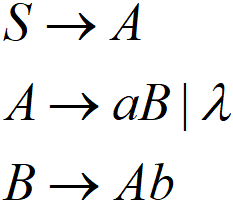 S → A
A → aB | λ
B → Ab